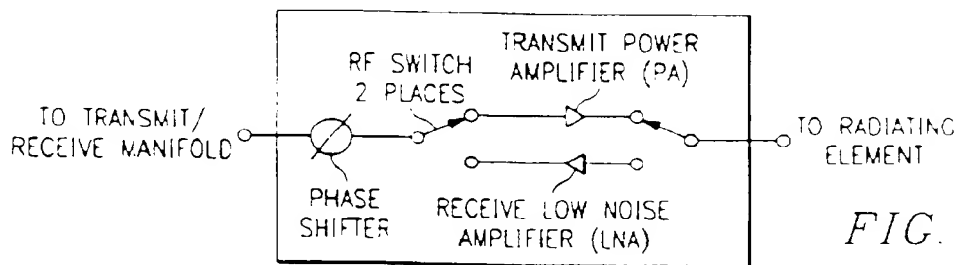 TRANSMIT POWER
AMPLIFIER (PA)
RF SWITCH
2 PLACES
TO TRANSMIT/
RECEIVE MANIFOLD
TO RADIATING
ELEMENT
PHASE
SHIFTER
RECEIVE LOW NOISE
AMPLIFIER (LNA)
FIG.